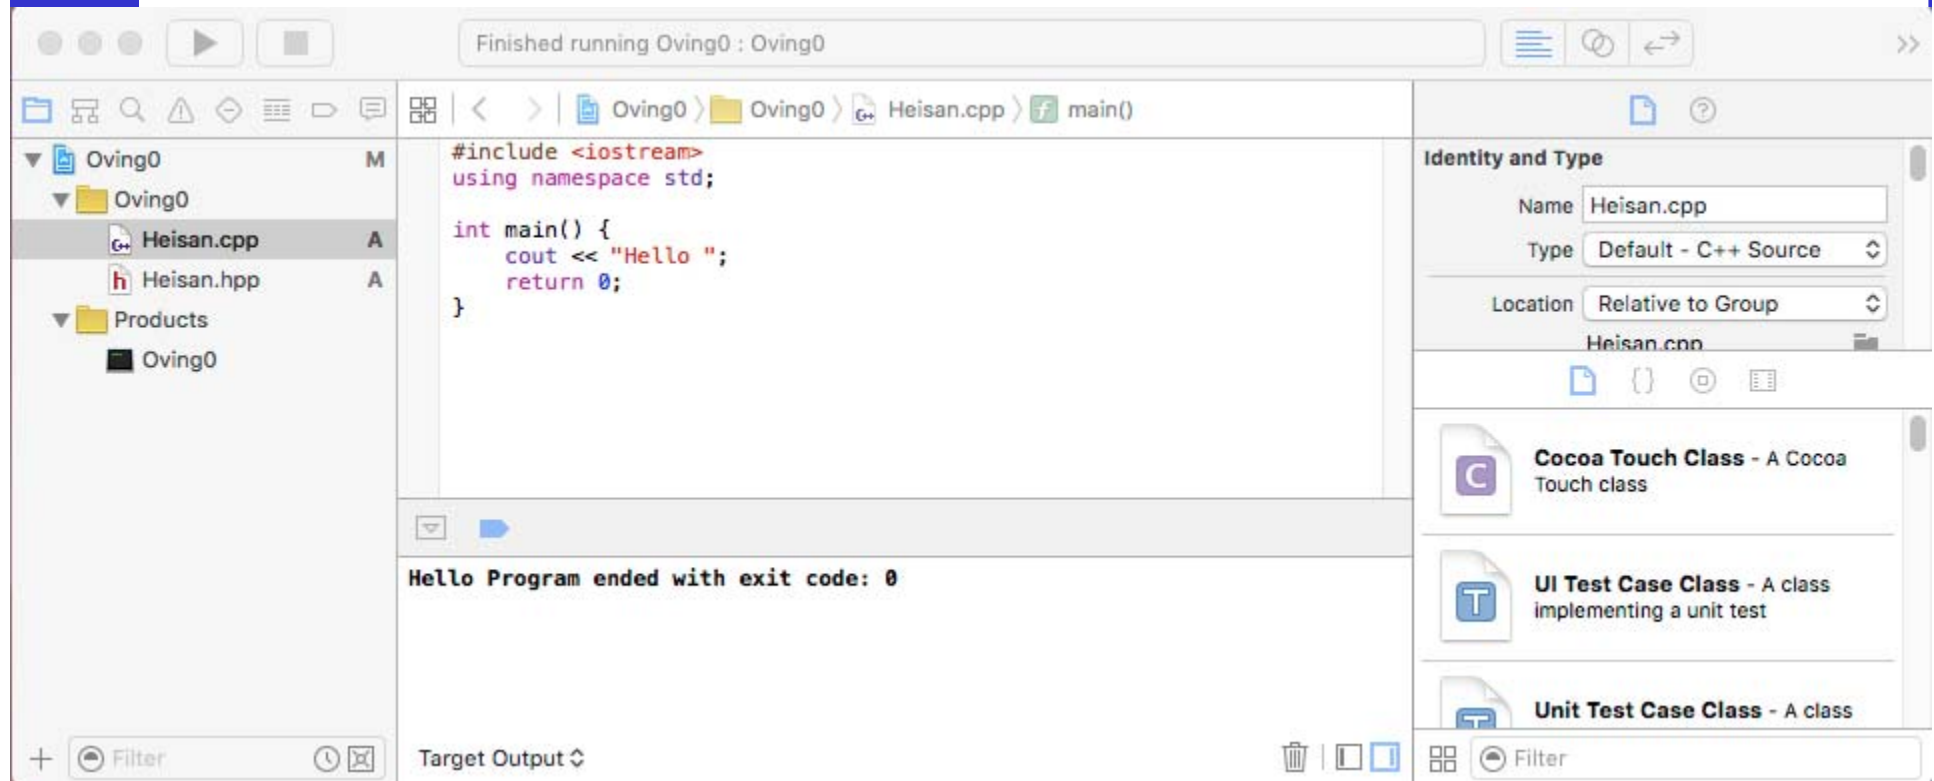 Finished running Oving0 : Oving0
Oving0 Oving0 Heisan.cpp main()
Oving0 M
Oving0
Heisan.cpp A
Heisan.hpp A
Products
Oving0
Filter
#include <iostream>
using namespace std;
int main() {
cout << "Hello ";
return 0;
}
Hello Program ended with exit code: 0
Target Output
Identity and Type
Name Heisan.cpp
Type Default - C++ Source
Location Relative to Group
Heisan.cpp
Cocoa Touch Class - A Cocoa
Touch class
UI Test Case Class - A class
implementing a unit test
Unit Test Case Class - A class
Filter